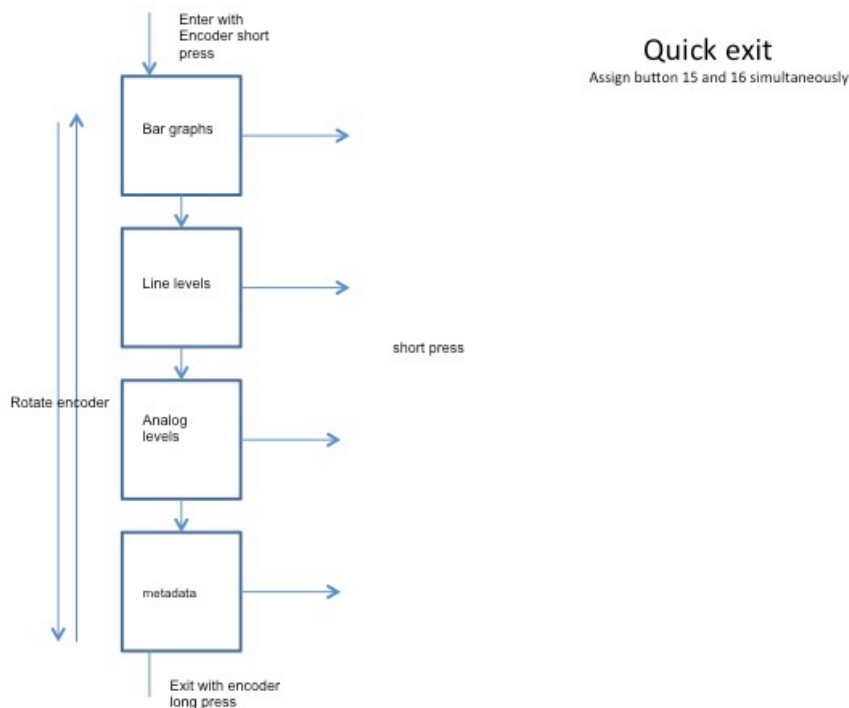 Enter with
Encoder short
press
Quick exit
Assign button 15 and 16 simultaneously
Bar graphs
Line levels
short press
Rotate encoder
Analog
levels
metadata
Exit with encoder
long press